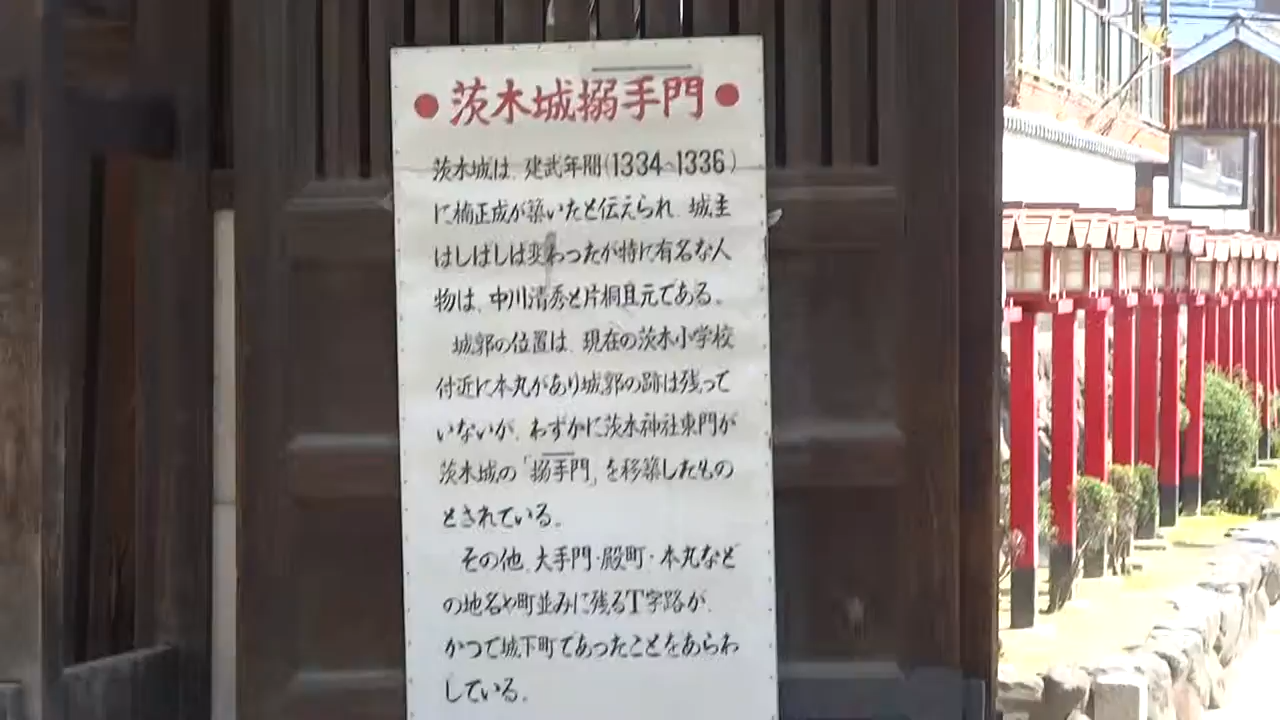 ●茨木城搦手門●
茨木城は、建武年間(1334~1336)
に楠正成が築いたと伝えられ、城主
はしばしば変わったが特に有名な人
物は、中川清秀と片桐且元である。
城郭の位置は、現在の茨木小学校
付近に本丸があり城郭の跡は残って
いないが、わずかに茨木神社東門が
茨木城の「搦手門」を移築したもの
とされている。
その他、大手門・殿町・本丸など
の地名や町並みに残るT字路が、
かつて城下町であったことをあらわ
している。